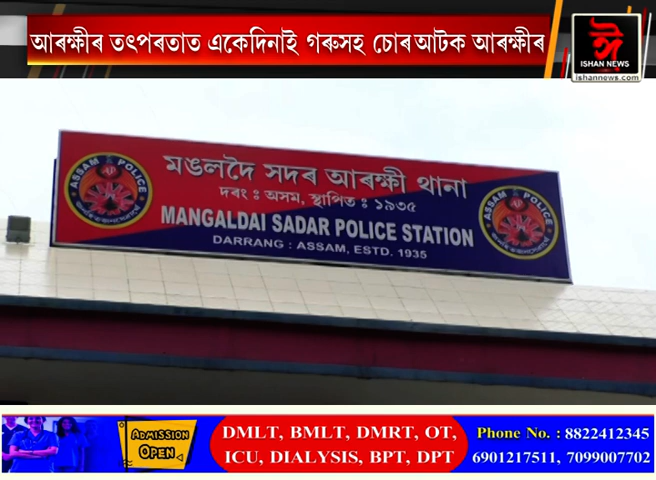 আৰক্ষীৰ তৎপৰতাত একেদিনাই গৰুসহ চোৰ আটক আৰক্ষীৰ
ঈ
ISHAN NEWS
ishannews.com
মঙলদৈ সদৰ আৰক্ষী থানা
দৰং : অসম, স্থাপিত : ১৯৩৫
MANGALDAI SADAR POLICE STATION
DARRANG : ASSAM, ESTD. 1935
ASSAM POLICE
ASSAM POLICE
ADMISSION
OPEN
DMLT, BMLT, DMRT, OT,
ICU, DIALYSIS, BPT, DPT
Phone No. : 8822412345
6901217511, 7099007702